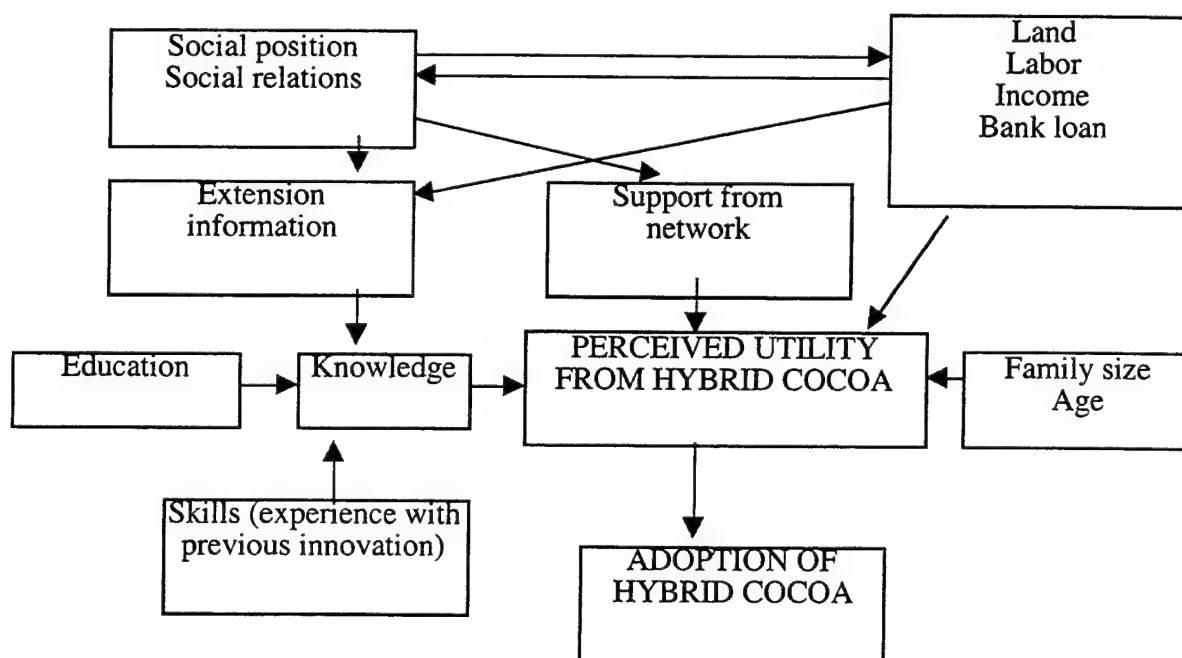 Social position
Social relations
Land
Labor
Income
Bank loan
Extension
information
Support from
network
Education
Knowledge
PERCEIVED UTILITY
FROM HYBRID COCOA
Family size
Age
Skills (experience with
previous innovation)
ADOPTION OF
HYBRID COCOA